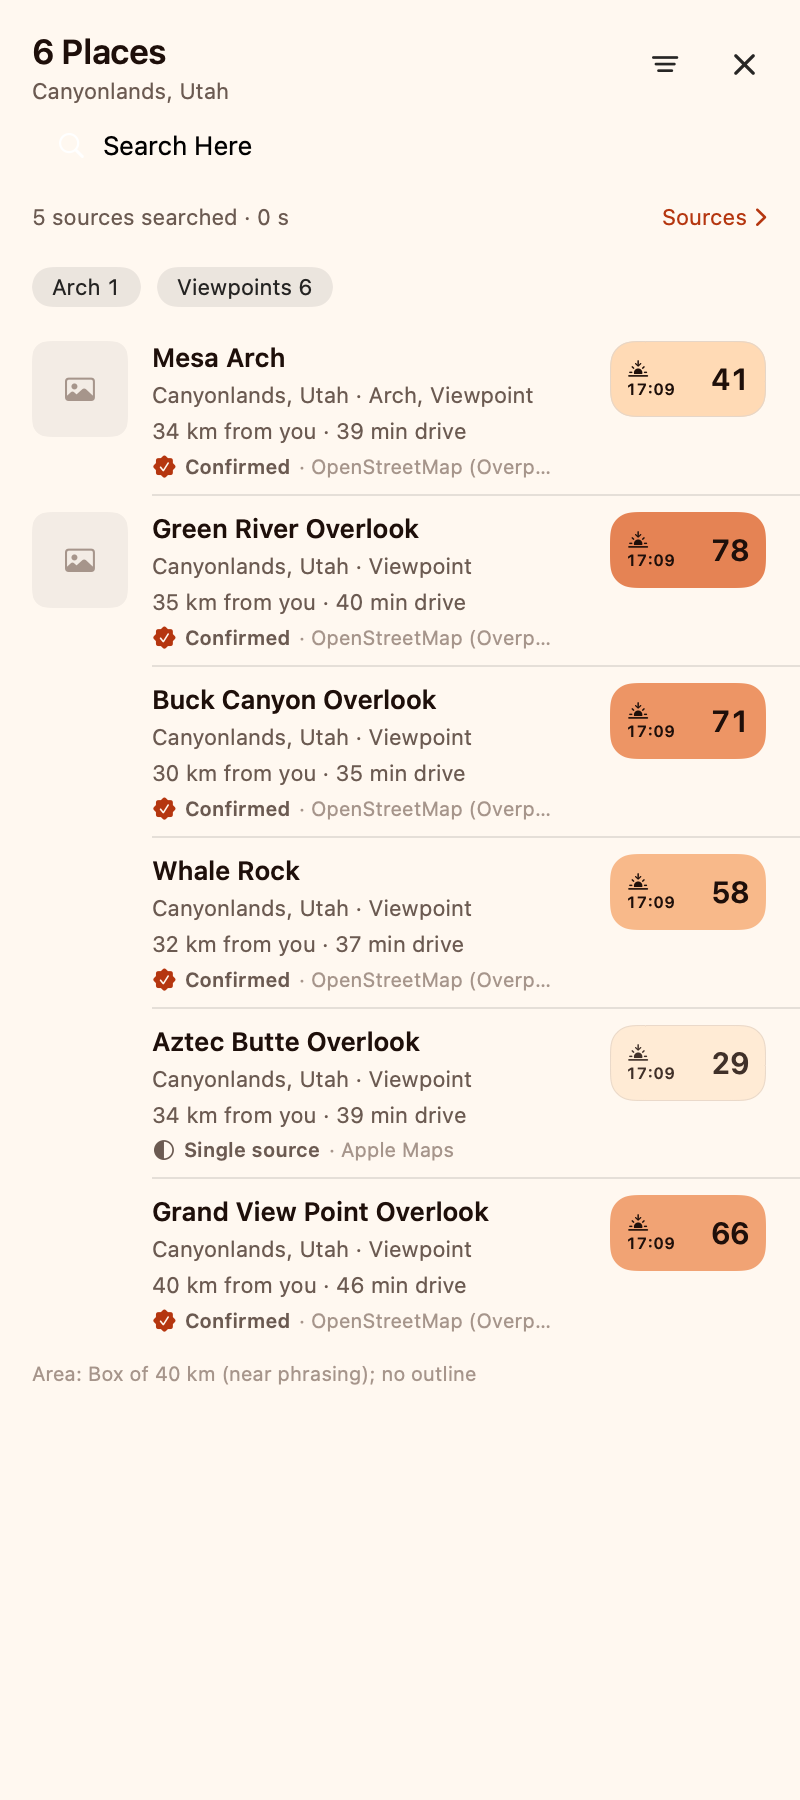 6 Places
Canyonlands, Utah
Search Here
5 sources searched · 0 s
Sources
Arch 1
Viewpoints 6
Mesa Arch
Canyonlands, Utah · Arch, Viewpoint
34 km from you · 39 min drive
Confirmed · OpenStreetMap (Overp...
17:09
41
Green River Overlook
Canyonlands, Utah · Viewpoint
35 km from you · 40 min drive
Confirmed · OpenStreetMap (Overp...
17:09
78
Buck Canyon Overlook
Canyonlands, Utah · Viewpoint
30 km from you · 35 min drive
Confirmed · OpenStreetMap (Overp...
17:09
71
Whale Rock
Canyonlands, Utah · Viewpoint
32 km from you · 37 min drive
Confirmed · OpenStreetMap (Overp...
17:09
58
Aztec Butte Overlook
Canyonlands, Utah · Viewpoint
34 km from you · 39 min drive
Single source · Apple Maps
17:09
29
Grand View Point Overlook
Canyonlands, Utah · Viewpoint
40 km from you · 46 min drive
Confirmed · OpenStreetMap (Overp...
17:09
66
Area: Box of 40 km (near phrasing); no outline